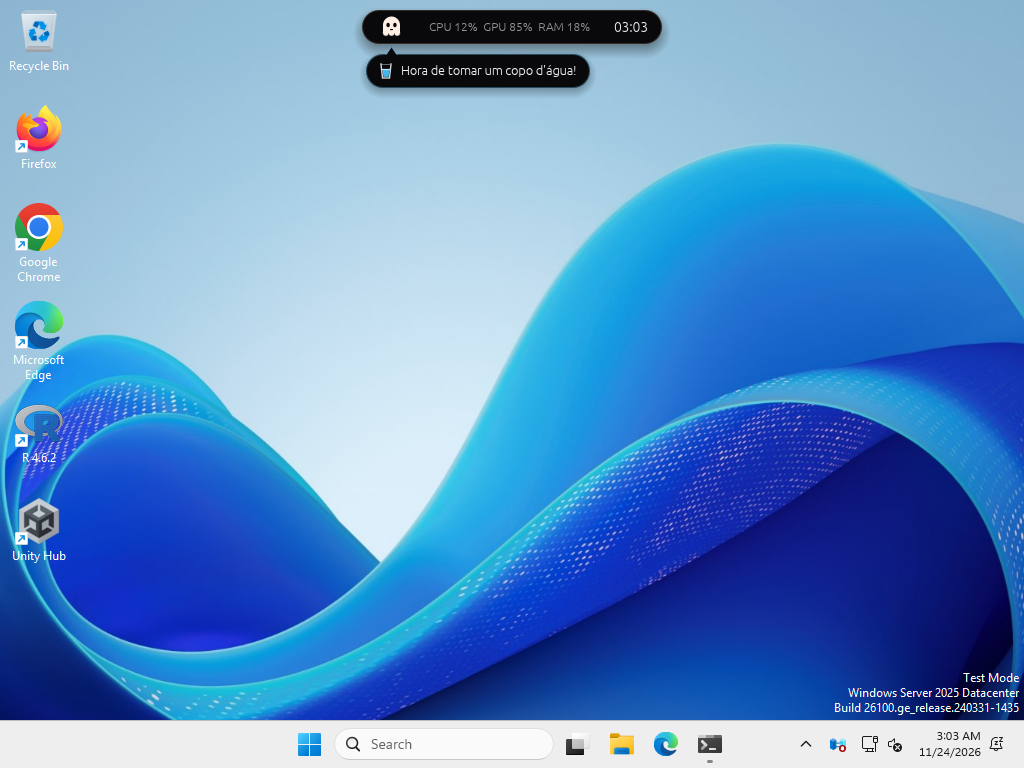 CPU 12% GPU 85% RAM 18% 03:03
Hora de tomar um copo d'água!
Recycle Bin
Firefox
Google
Chrome
Microsoft
Edge
R 4.6.2
Unity Hub
Test Mode
Windows Server 2025 Datacenter
Build 26100.ge_release.240331-1435
Search
3:03 AM
11/24/2026